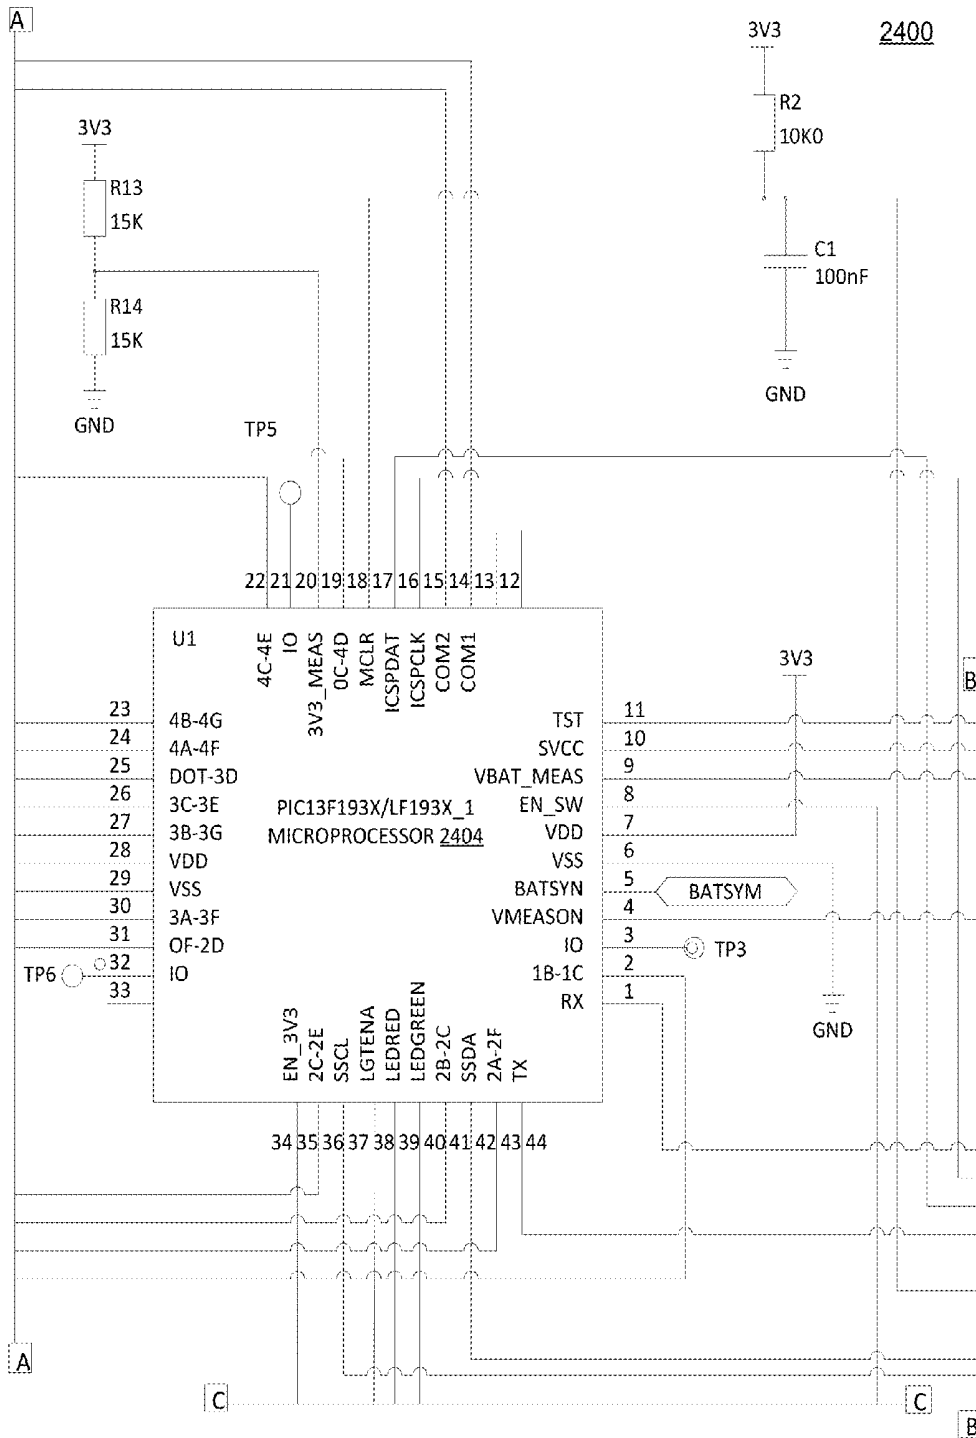 A
2400
3V3
R2
10K0
3V3
R13
15K
C1
100nF
R14
15K
GND
GND
TP5
22 21 20 19 18 17 16 15 14 13 12
U1
4C-4E
IO
3V3_MEAS
0C-4D
MCLR
ICSPDAT
ICSPCLK
COM2
COM1
3V3
B
23 4B-4G
24 4A-4F
25 DOT-3D
26 3C-3E
27 3B-3G
28 VDD
29 VSS
30 3A-3F
31 OF-2D
TP6 32 IO
33
PIC13F193X/LF193X_1
MICROPROCESSOR 2404
TST 11
SVCC 10
VBAT_MEAS 9
EN_SW 8
VDD 7
VSS 6
BATSYN 5 BATSYM
VMEASON 4
IO 3 TP3
1B-1C 2
RX 1
GND
EN_3V3
2C-2E
SSCL
LGTENA
LEDRED
LEDGREEN
2B-2C
SSDA
2A-2F
TX
34 35 36 37 38 39 40 41 42 43 44
A
C
C
B